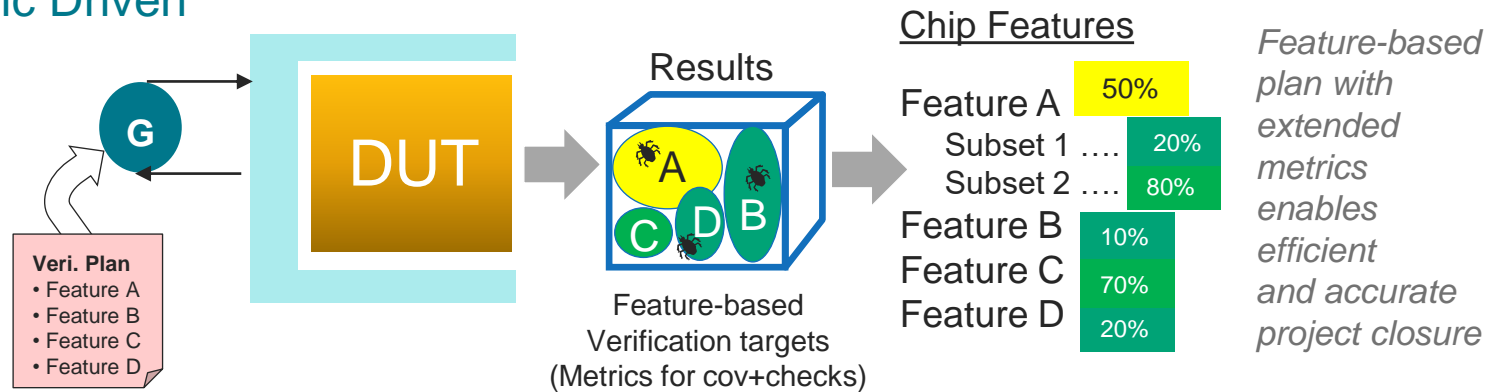 ic Driven
G
Veri. Plan
• Feature A
• Feature B
• Feature C
• Feature D
DUT
Results
A
B
C
D
Feature-based
Verification targets
(Metrics for cov+checks)
Chip Features
Feature A 50%
Subset 1 .... 20%
Subset 2 .... 80%
Feature B 10%
Feature C 70%
Feature D 20%
Feature-based
plan with
extended
metrics
enables
efficient
and accurate
project closure